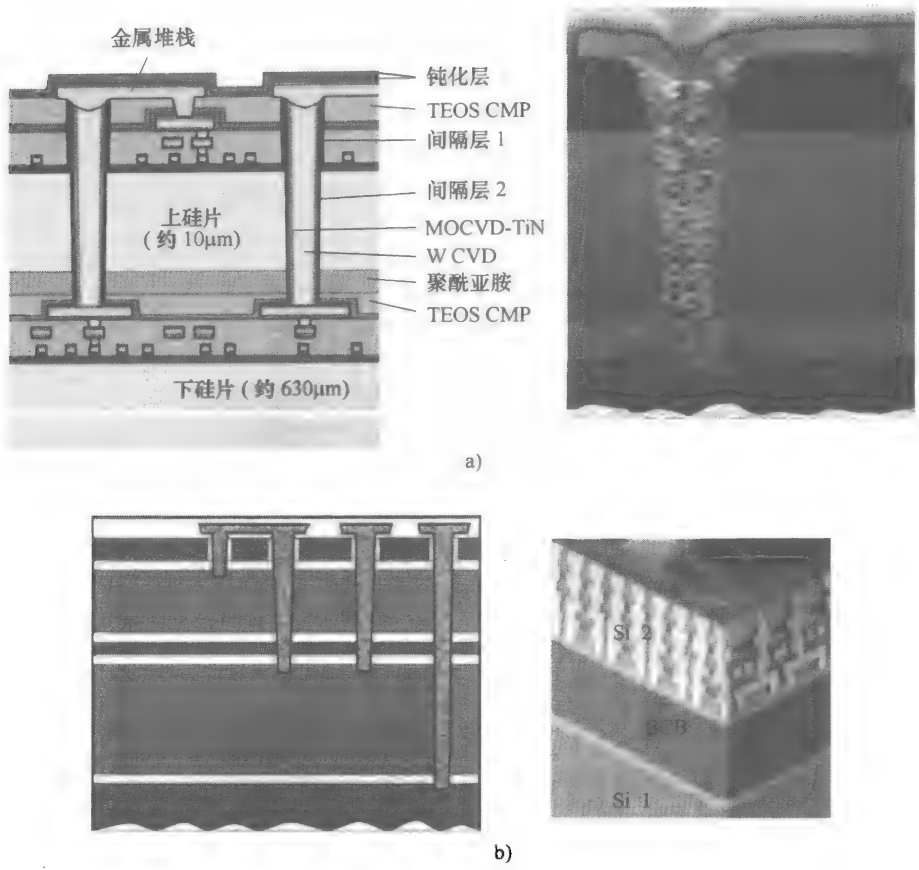 金属堆栈
钝化层
TEOS CMP
间隔层 1
间隔层 2
上硅片
(约 10μm)
MOCVD-TiN
W CVD
聚酰亚胺
TEOS CMP
下硅片 (约 630μm)
a)
Si 2
BCB
Si 1
b)